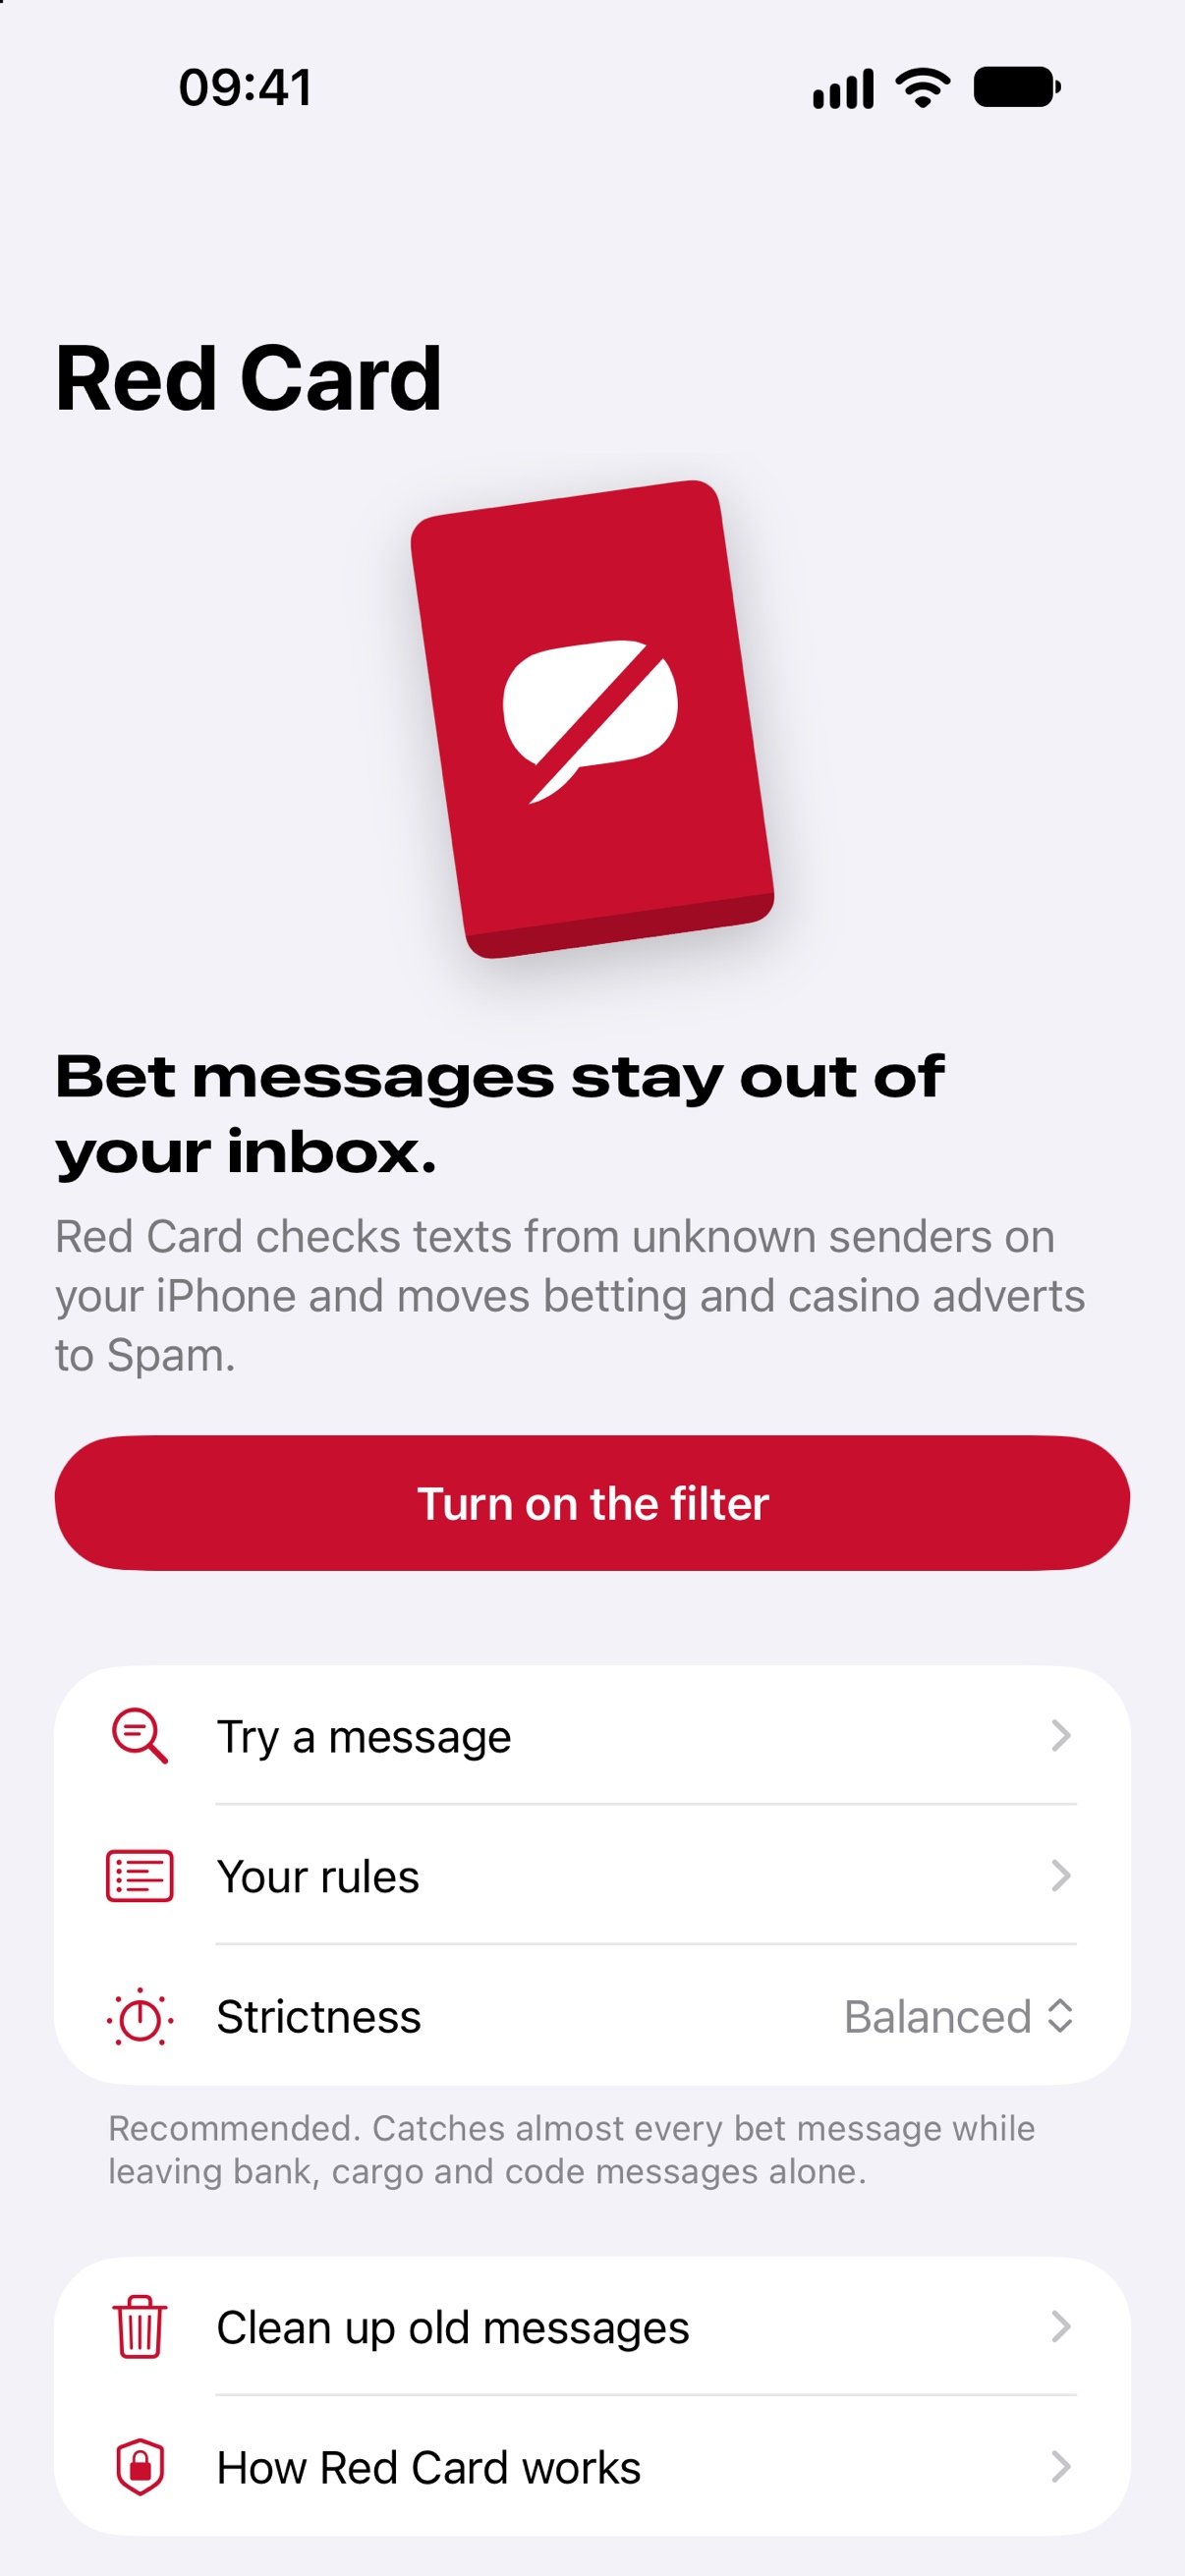 09:41
Red Card
Bet messages stay out of
your inbox.
Red Card checks texts from unknown senders on
your iPhone and moves betting and casino adverts
to Spam.
Turn on the filter
Try a message
Your rules
Strictness Balanced
Recommended. Catches almost every bet message while
leaving bank, cargo and code messages alone.
Clean up old messages
How Red Card works